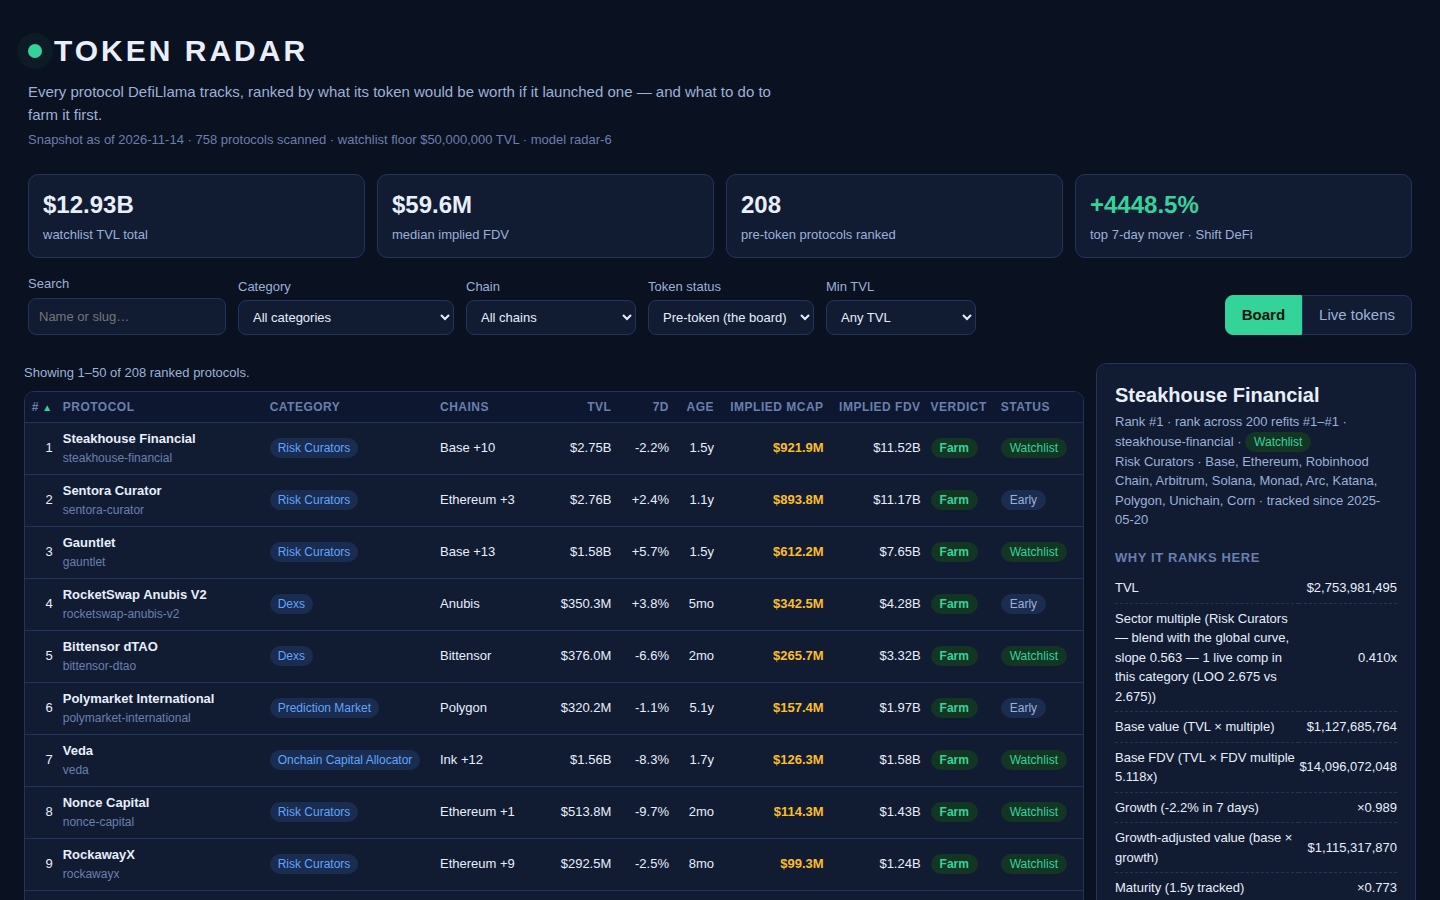 TOKEN RADAR
Every protocol DefiLlama tracks, ranked by what its token would be worth if it launched one — and what to do to
farm it first.
Snapshot as of 2026-11-14 · 758 protocols scanned · watchlist floor $50,000,000 TVL · model radar-6
$12.93B
watchlist TVL total
$59.6M
median implied FDV
208
pre-token protocols ranked
+4448.5%
top 7-day mover · Shift DeFi
Search
Name or slug…
Category
All categories
Chain
All chains
Token status
Pre-token (the board)
Min TVL
Any TVL
Board
Live tokens
Showing 1–50 of 208 ranked protocols.
# ▲ PROTOCOL CATEGORY CHAINS TVL 7D AGE IMPLIED MCAP IMPLIED FDV VERDICT STATUS
1 Steakhouse Financial Risk Curators Base +10 $2.75B -2.2% 1.5y $921.9M $11.52B Farm Watchlist
steakhouse-financial
2 Sentora Curator Risk Curators Ethereum +3 $2.76B +2.4% 1.1y $893.8M $11.17B Farm Early
sentora-curator
3 Gauntlet Risk Curators Base +13 $1.58B +5.7% 1.5y $612.2M $7.65B Farm Watchlist
gauntlet
4 RocketSwap Anubis V2 Dexs Anubis $350.3M +3.8% 5mo $342.5M $4.28B Farm Early
rocketswap-anubis-v2
5 Bittensor dTAO Dexs Bittensor $376.0M -6.6% 2mo $265.7M $3.32B Farm Watchlist
bittensor-dtao
6 Polymarket International Prediction Market Polygon $320.2M -1.1% 5.1y $157.4M $1.97B Farm Early
polymarket-international
7 Veda Onchain Capital Allocator Ink +12 $1.56B -8.3% 1.7y $126.3M $1.58B Farm Watchlist
veda
8 Nonce Capital Risk Curators Ethereum +1 $513.8M -9.7% 2mo $114.3M $1.43B Farm Watchlist
nonce-capital
9 RockawayX Risk Curators Ethereum +9 $292.5M -2.5% 8mo $99.3M $1.24B Farm Watchlist
rockawayx
Steakhouse Financial
Rank #1 · rank across 200 refits #1–#1 ·
steakhouse-financial · Watchlist
Risk Curators · Base, Ethereum, Robinhood
Chain, Arbitrum, Solana, Monad, Arc, Katana,
Polygon, Unichain, Corn · tracked since 2025-
05-20
WHY IT RANKS HERE
TVL $2,753,981,495
Sector multiple (Risk Curators
— blend with the global curve,
slope 0.563 — 1 live comp in 0.410x
this category (LOO 2.675 vs
2.675))
Base value (TVL × multiple) $1,127,685,764
Base FDV (TVL × FDV multiple $14,096,072,048
5.118x)
Growth (-2.2% in 7 days) ×0.989
Growth-adjusted value (base × $1,115,317,870
growth)
Maturity (1.5y tracked) ×0.773